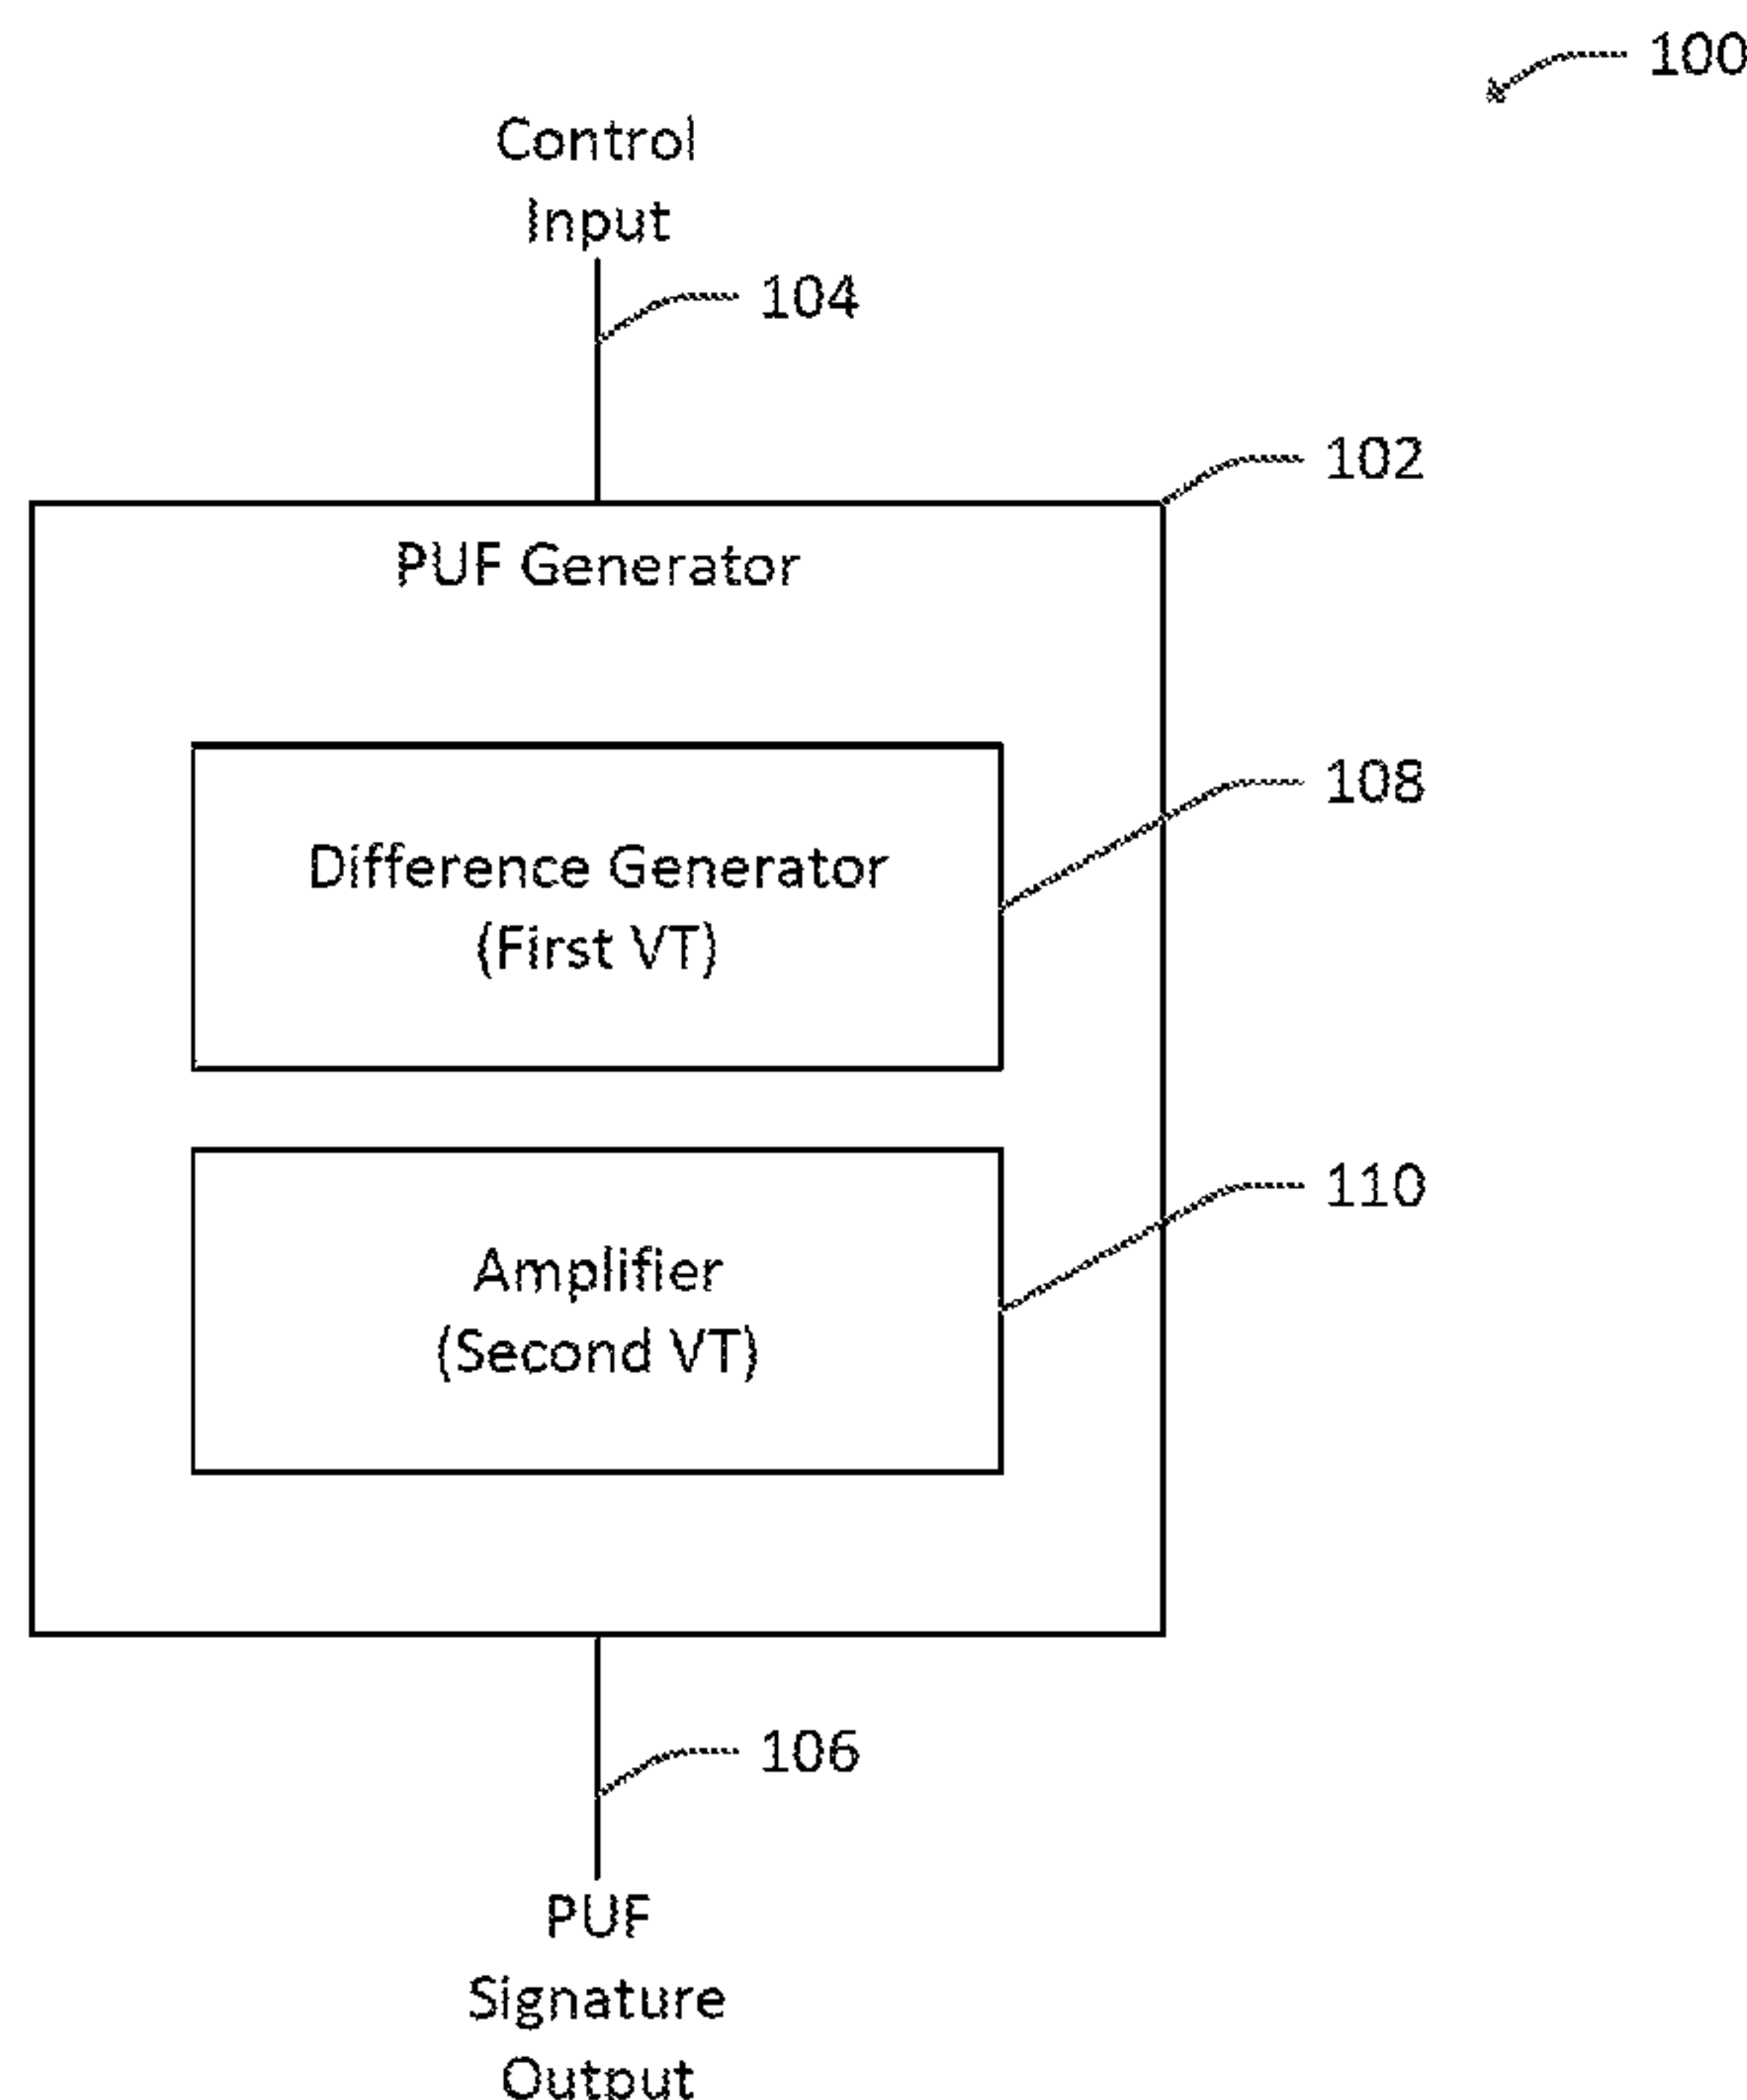 100
Control
Input
104
102
PUF Generator
108
Difference Generator
(First VT)
110
Amplifier
(Second VT)
106
PUF
Signature
Output